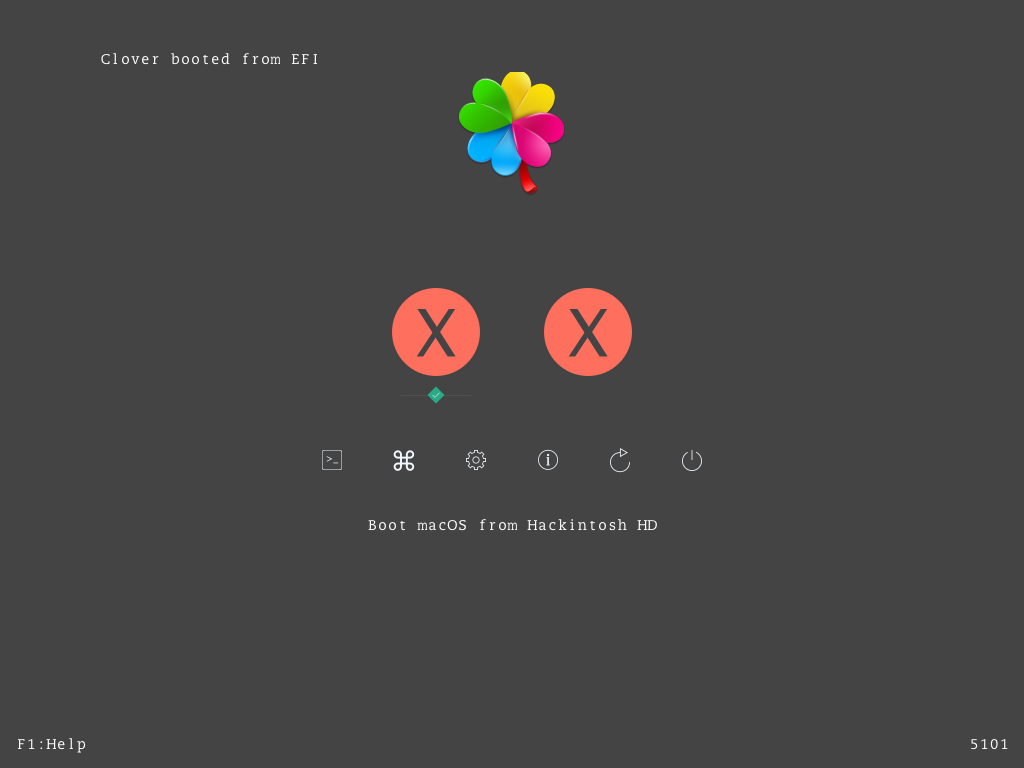 Clover booted from EFI
X X
>_
i
Boot macOS from Hackintosh HD
F1:Help
5101